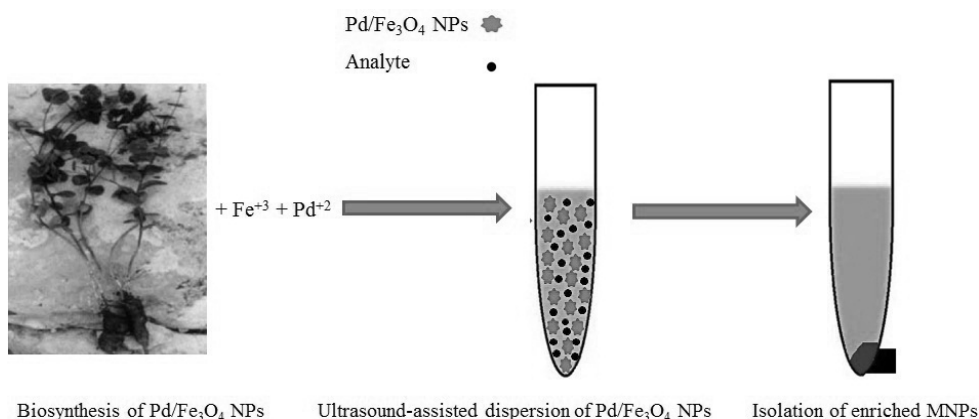 Pd/Fe₃O₄ NPs
Analyte
+ Fe⁺³ + Pd⁺²
Biosynthesis of Pd/Fe₃O₄ NPs
Ultrasound-assisted dispersion of Pd/Fe₃O₄ NPs
Isolation of enriched MNPs